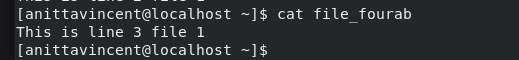 [anittavincent@localhost ~]$ cat file_fourab
This is line 3 file 1
[anittavincent@localhost ~]$